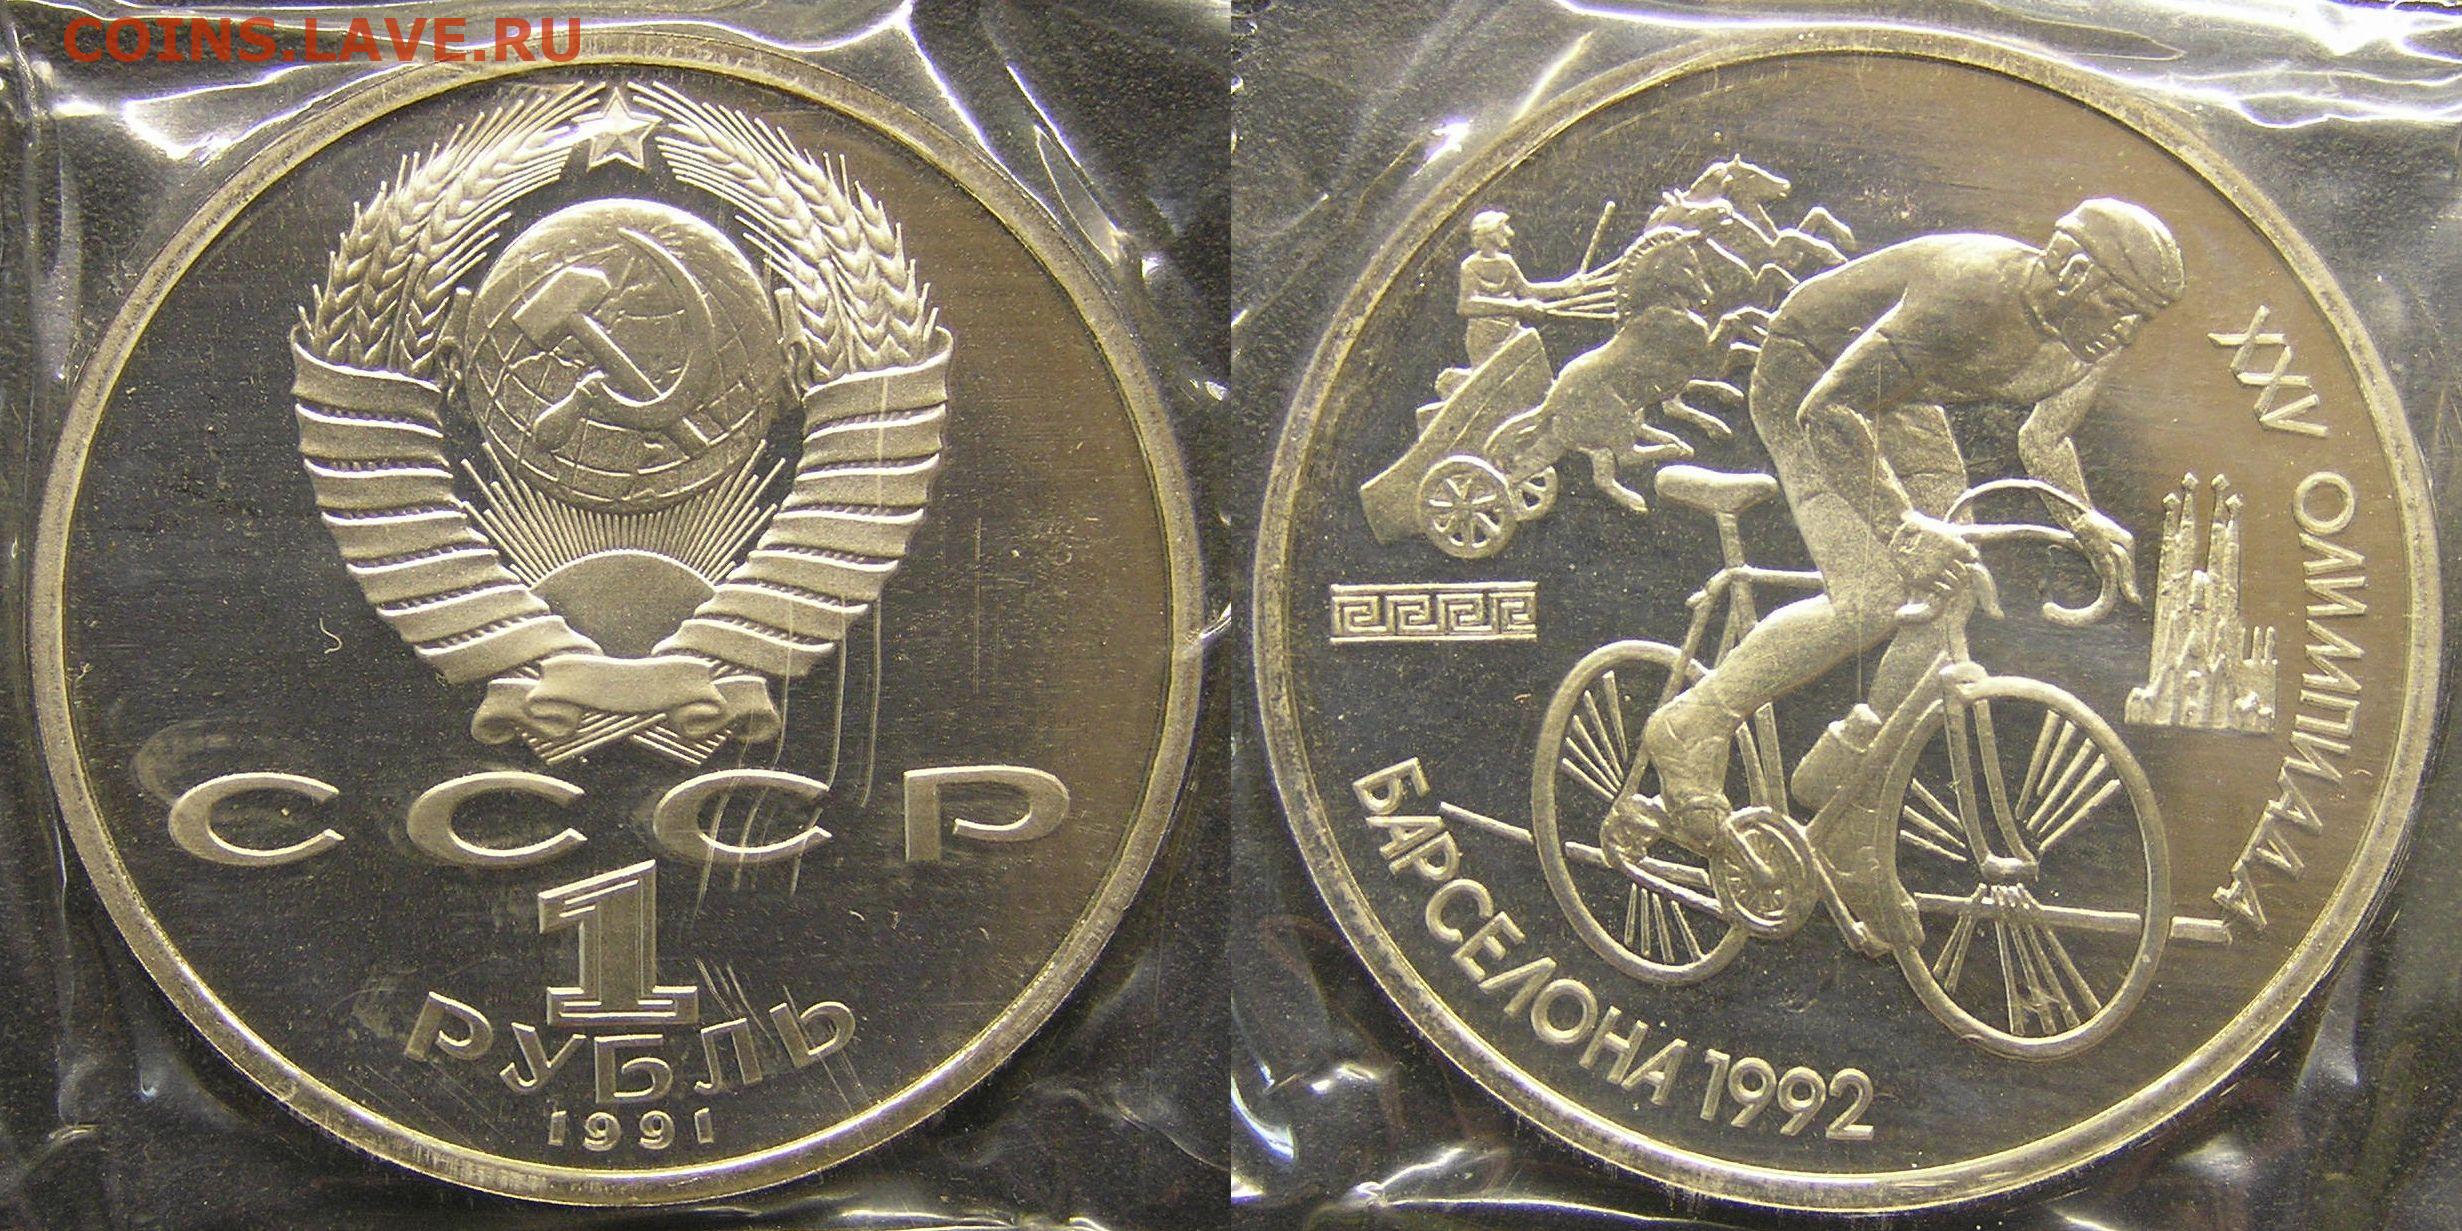 COINS.LAVE.RU
СССР
1
РУБЛЬ
1991
XXV ОЛИМПИАДА
БАРСЕЛОНА 1992